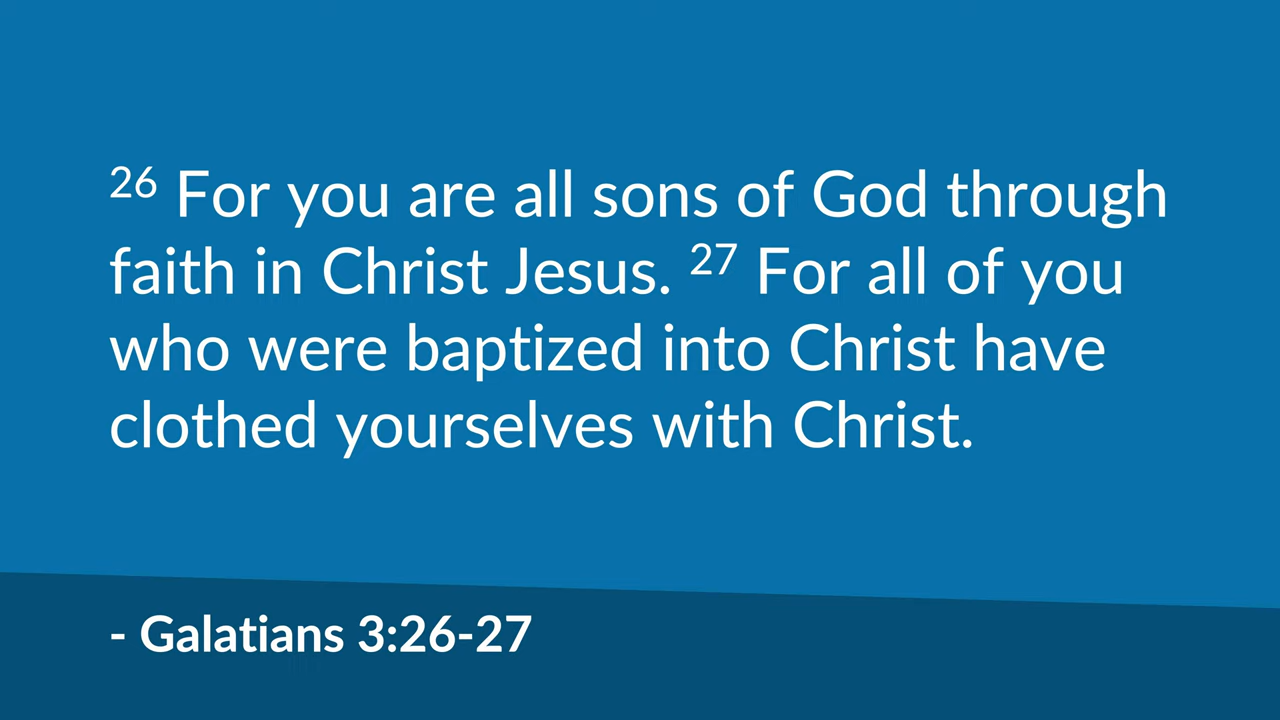 26 For you are all sons of God through
faith in Christ Jesus. 27 For all of you
who were baptized into Christ have
clothed yourselves with Christ.
- Galatians 3:26-27